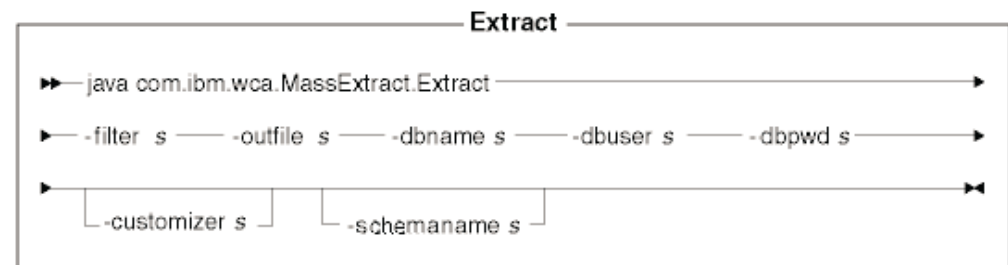 Extract
java com.ibm.wca.MassExtract.Extract
-filter s -outfile s -dbname s -dbuser s -dbpwd s
-customizer s -schemaname s